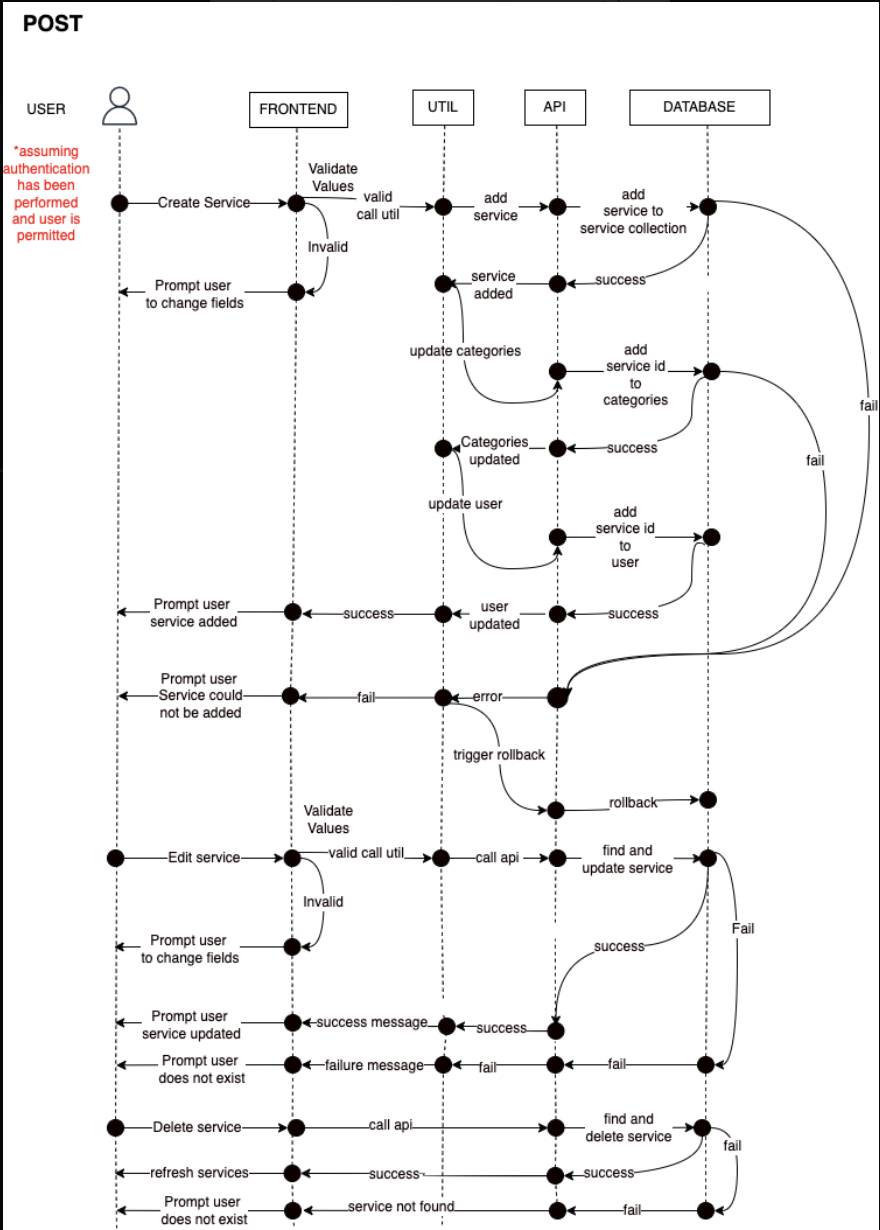 POST
USER
FRONTEND
UTIL
API
DATABASE
*assuming
authentication
has been
performed
and user is
permitted
Create Service
Validate
Values
valid
call util
add
service
add
service to
service collection
Invalid
Prompt user
to change fields
service
added
success
update categories
add
service id
to
categories
fail
fail
Categories
updated
success
update user
add
service id
to
user
Prompt user
service added
success
user
updated
success
Prompt user
Service could
not be added
fail
error
trigger rollback
rollback
Validate
Values
Edit service
valid call util
call api
find and
update service
Invalid
Fail
Prompt user
to change fields
success
Prompt user
service updated
success message
success
Prompt user
does not exist
failure message
fail
fail
Delete service
call api
find and
delete service
fail
refresh services
success
success
Prompt user
does not exist
service not found
fail